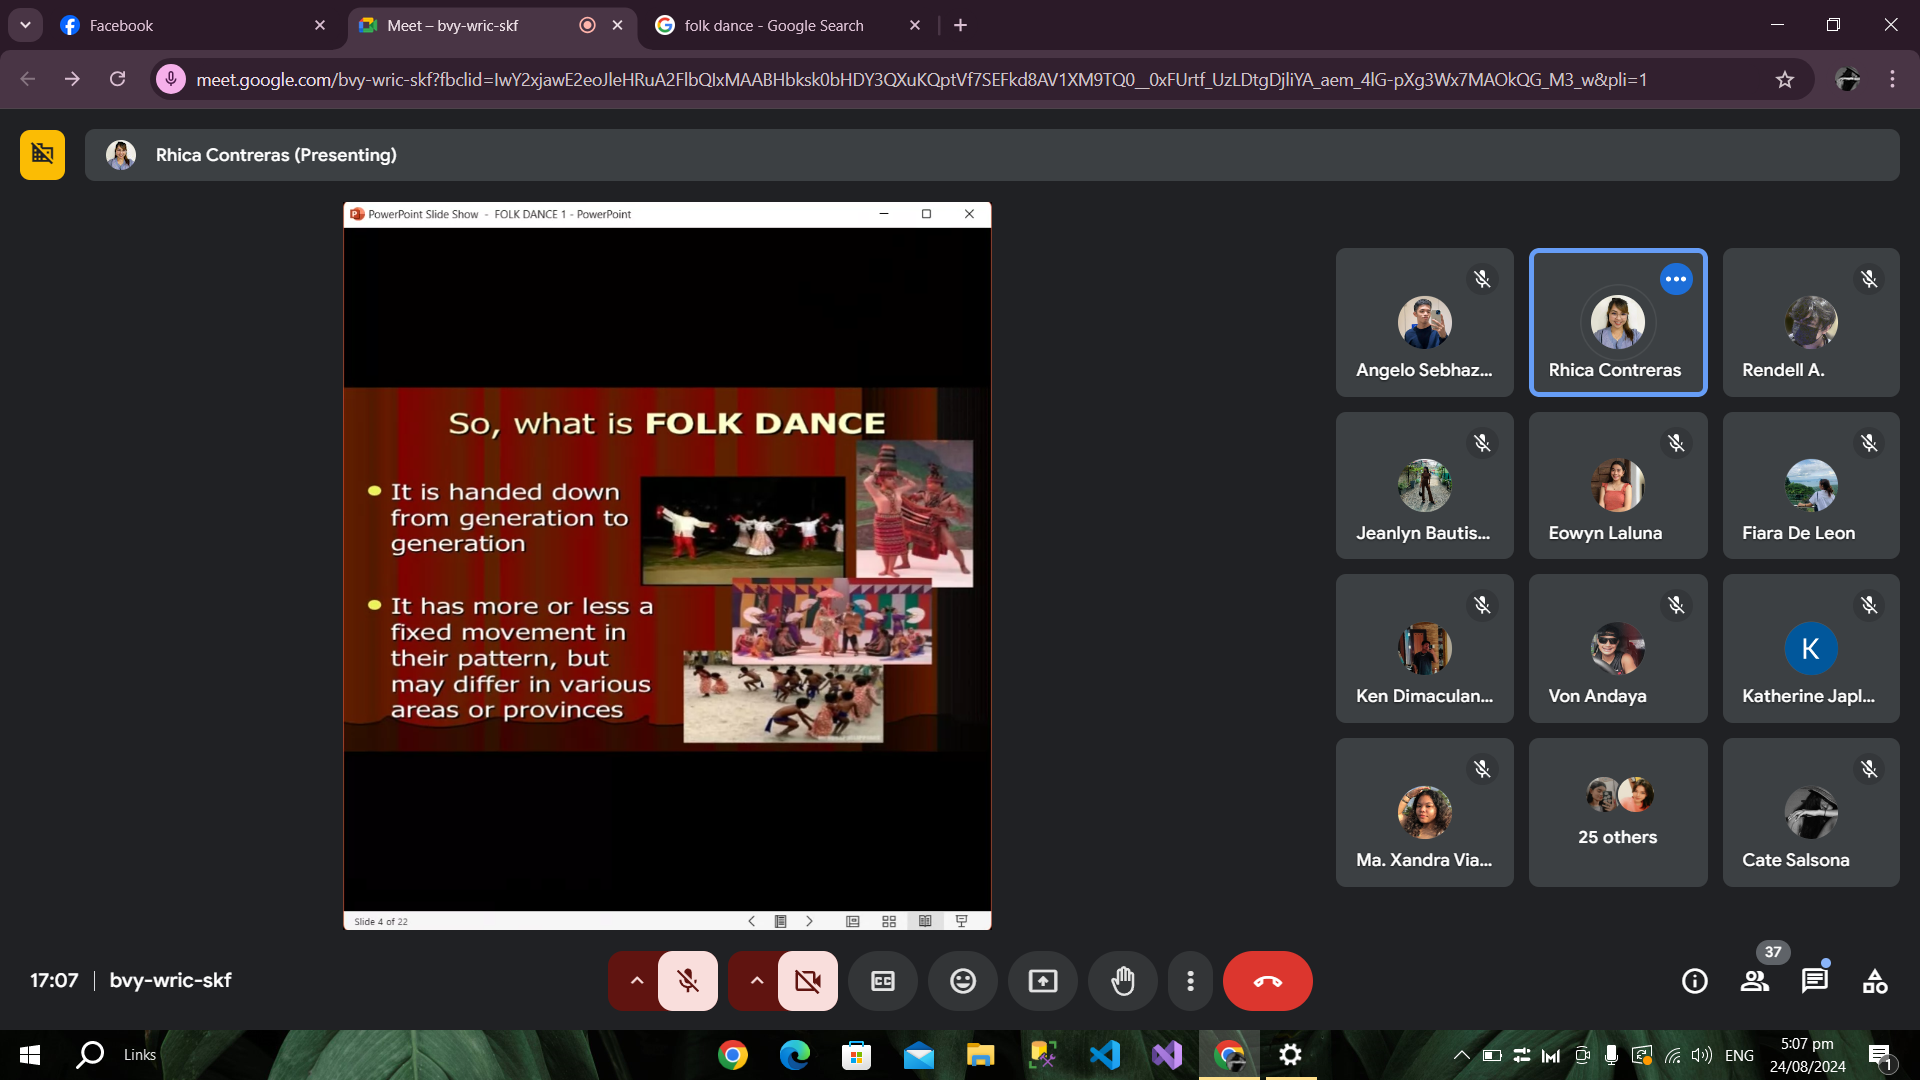 Facebook
Meet – bvy-wric-skf
folk dance - Google Search
meet.google.com/bvy-wric-skf?fbclid=IwY2xjawE2eoJleHRuA2FlbQIxMAABHbksk0bHDY3QXuKQptVf7SEFkd8AV1XM9TQ0__0xFUrtf_UzLDtgDjliYA_aem_4lG-pXg3Wx7MAOkQG_M3_w&pli=1
Rhica Contreras (Presenting)
PowerPoint Slide Show - FOLK DANCE 1 - PowerPoint
So, what is FOLK DANCE
It is handed down
from generation to
generation
It has more or less a
fixed movement in
their pattern, but
may differ in various
areas or provinces
Slide 4 of 22
Angelo Sebhaz...
Rhica Contreras
Rendell A.
Jeanlyn Bautis...
Eowyn Laluna
Fiara De Leon
Ken Dimaculan...
Von Andaya
K
Katherine Japl...
Ma. Xandra Via...
25 others
Cate Salsona
17:07
bvy-wric-skf
CC
37
Links
ENG
5:07 pm
24/08/2024
1